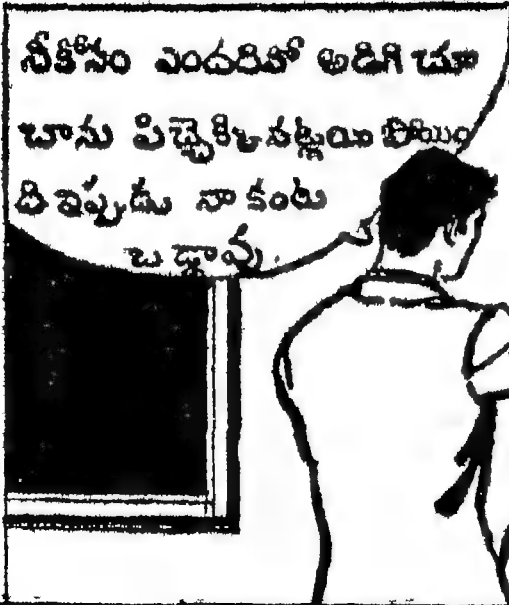 నీకోసం ఎందరినో అడిగి చూ
చాను పిచ్చెక్కినట్లయి పోయిం
ది ఇప్పుడు నా కంట
బడ్డావు.